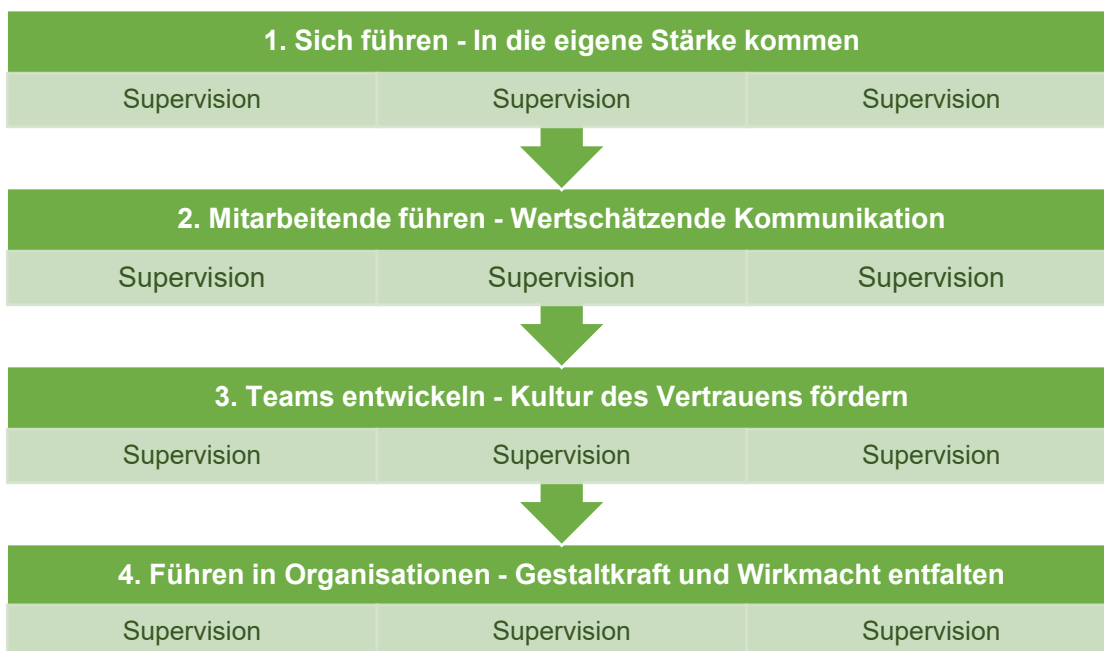 1. Sich führen - In die eigene Stärke kommen
Supervision Supervision Supervision
2. Mitarbeitende führen - Wertschätzende Kommunikation
Supervision Supervision Supervision
3. Teams entwickeln - Kultur des Vertrauens fördern
Supervision Supervision Supervision
4. Führen in Organisationen - Gestaltkraft und Wirkmacht entfalten
Supervision Supervision Supervision